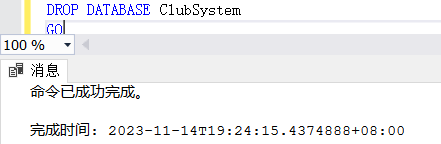 DROP DATABASE ClubSystem
GO
100 %
消息
命令已成功完成。
完成时间: 2023-11-14T19:24:15.4374888+08:00